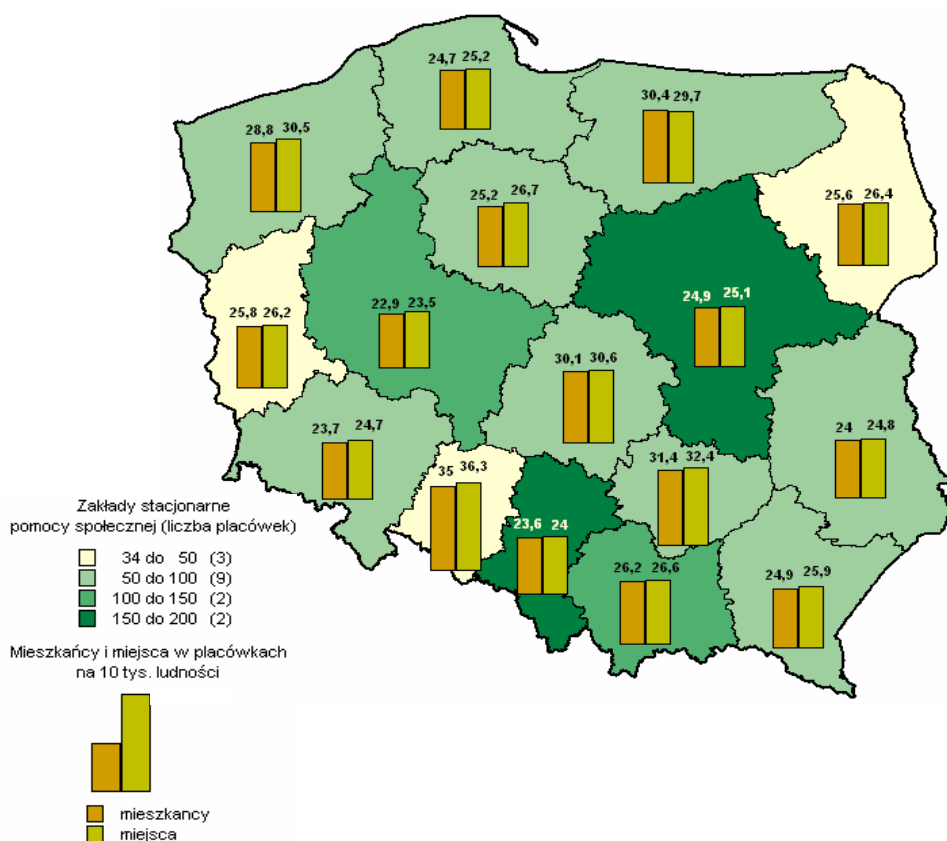 24,7 25,2
30,4 29,7
28,8 30,5
25,2 26,7
25,6 26,4
25,8 26,2
22,9 23,5
24,9 25,1
30,1 30,6
23,7 24,7
24 24,8
31,4 32,4
35 36,3
23,6 24
26,2 26,6
24,9 25,9
Zakłady stacjonarne
pomocy społecznej (liczba placówek)
34 do 50 (3)
50 do 100 (9)
100 do 150 (2)
150 do 200 (2)
Mieszkańcy i miejsca w placówkach
na 10 tys. ludności
mieszkancy
miejsca